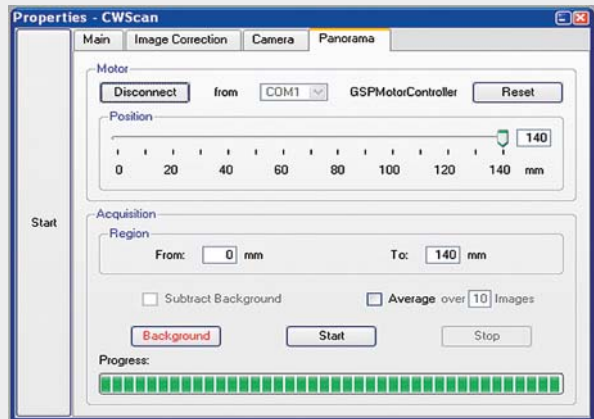 Properties - CWScan
Main Image Correction Camera Panorama
Motor
Disconnect from COM1 GSPMotorController Reset
Position
140
0 20 40 60 80 100 120 140 mm
Start
Acquisition
Region
From: 0 mm To: 140 mm
Subtract Background Average over 10 Images
Background Start Stop
Progress: